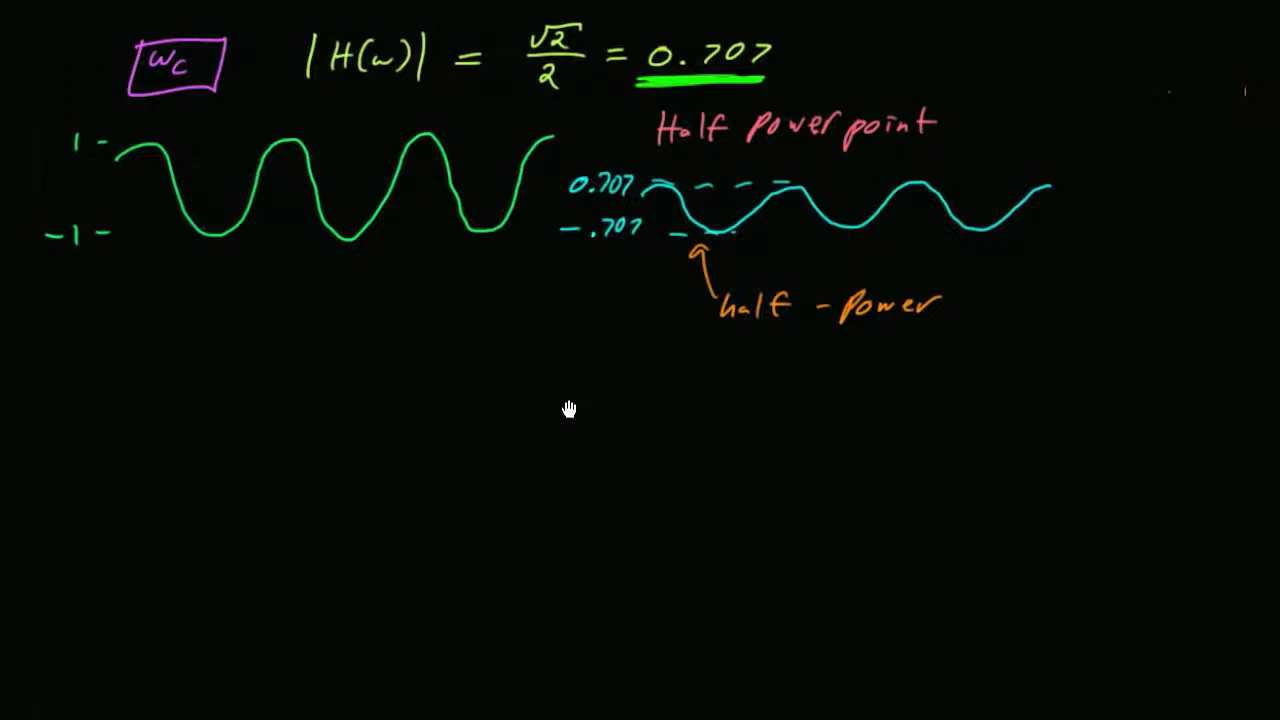 ωc |H(ω)| = √2/2 = 0.707
Half power point
1 -
0.707
-1 -
-.707
half - power